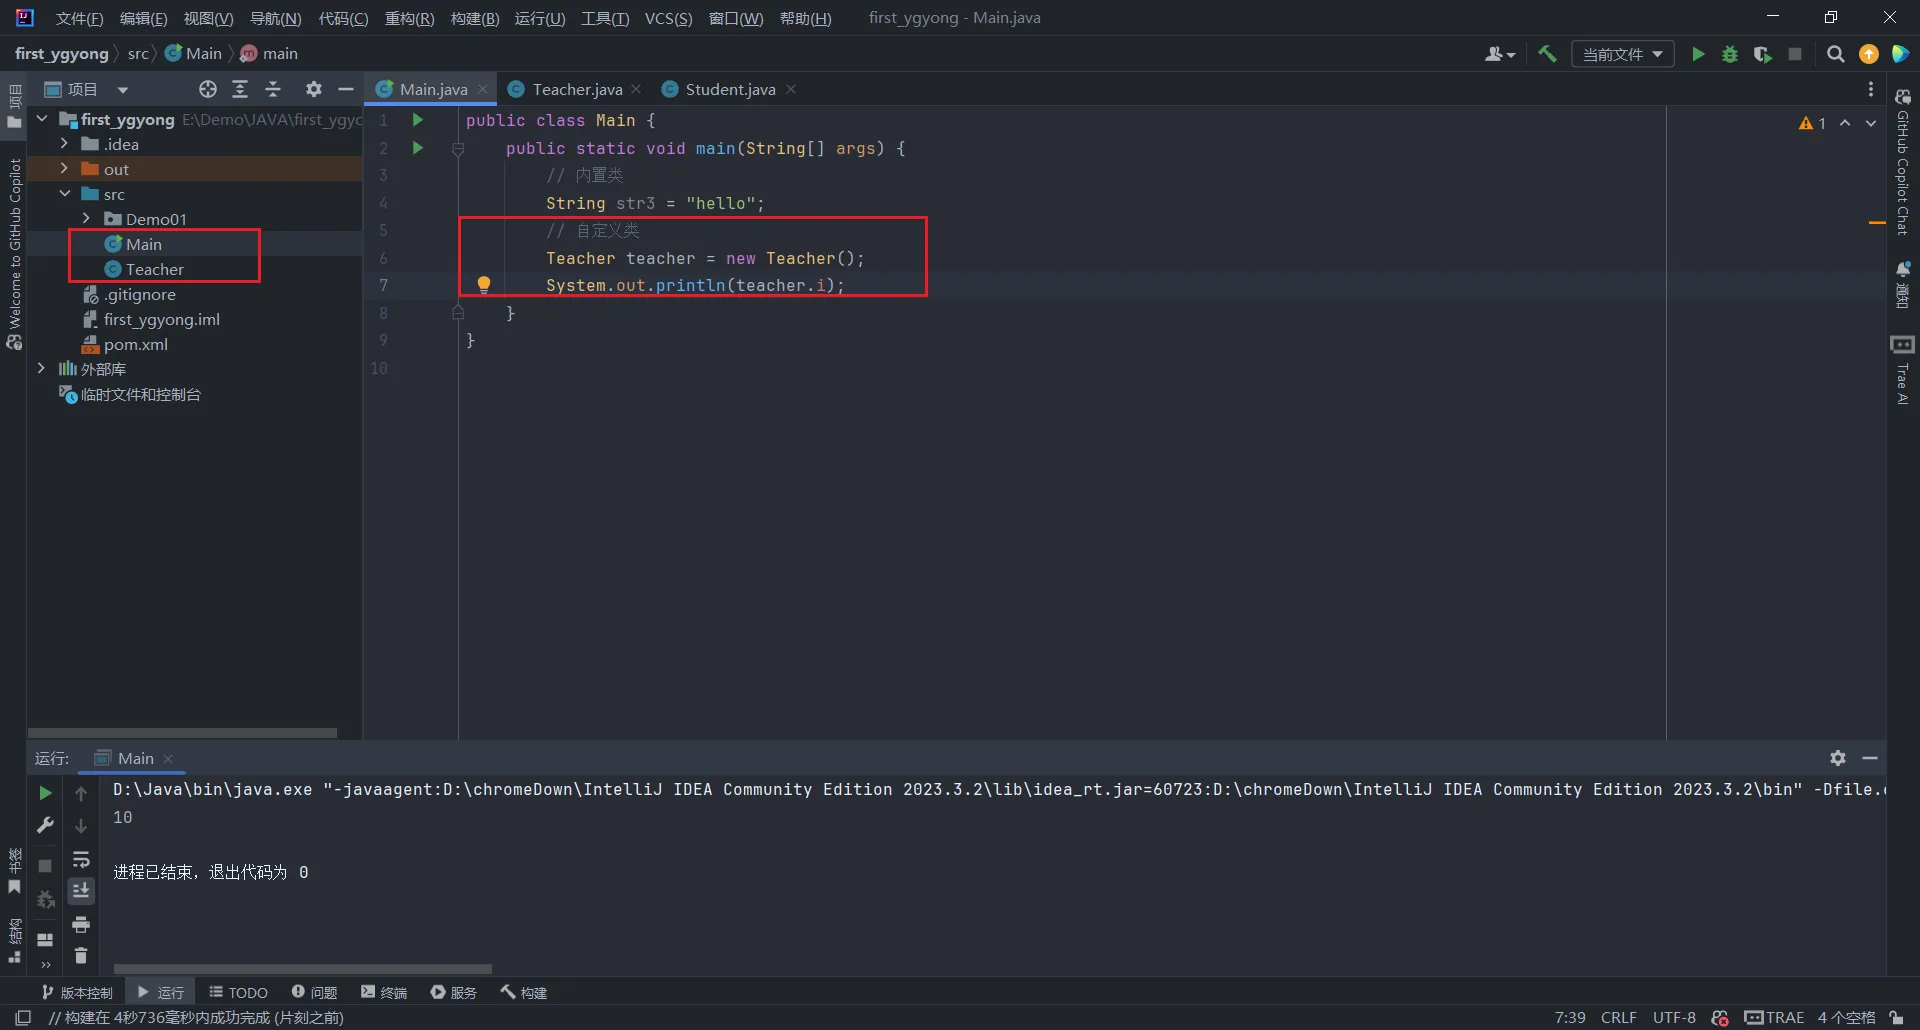 文件(F) 编辑(E) 视图(V) 导航(N) 代码(C) 重构(R) 构建(B) 运行(U) 工具(T) VCS(S) 窗口(W) 帮助(H) first_ygyong - Main.java
first_ygyong src Main main
当前文件
项目
项目
Main.java Teacher.java Student.java
first_ygyong E:\Demo\JAVA\first_ygyo
.idea
out
src
Demo01
Main
Teacher
.gitignore
first_ygyong.iml
pom.xml
外部库
临时文件和控制台
Welcome to GitHub Copilot
1 public class Main {
2 public static void main(String[] args) {
3 // 内置类
4 String str3 = "hello";
5 // 自定义类
6 Teacher teacher = new Teacher();
7 System.out.println(teacher.i);
8 }
9 }
10
1
GitHub Copilot Chat
通知
Trae AI
运行: Main
D:\Java\bin\java.exe "-javaagent:D:\chromeDown\IntelliJ IDEA Community Edition 2023.3.2\lib\idea_rt.jar=60723:D:\chromeDown\IntelliJ IDEA Community Edition 2023.3.2\bin" -Dfile.e
10
进程已结束，退出代码为 0
书签
结构
版本控制 运行 TODO 问题 终端 服务 构建
// 构建在 4秒736毫秒内成功完成 (片刻之前) 7:39 CRLF UTF-8 TRAE 4 个空格